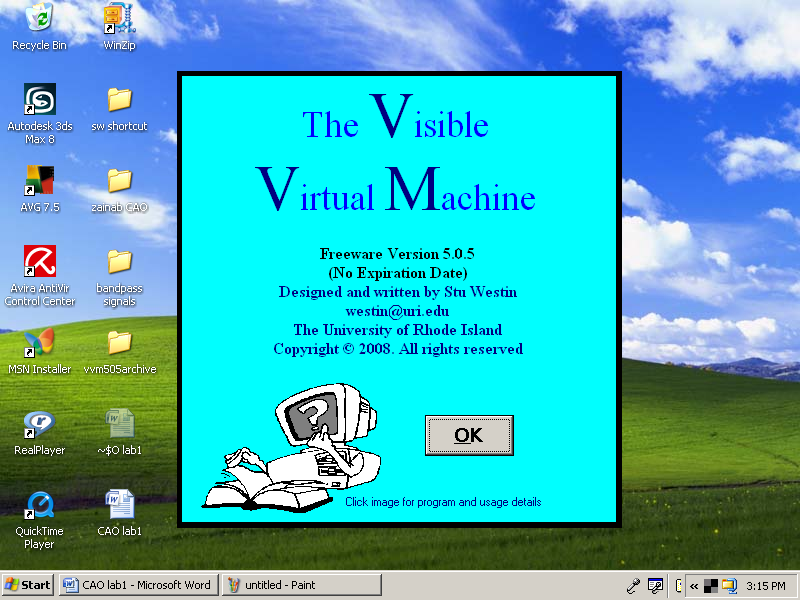 Recycle Bin
WinZip
Autodesk 3ds
Max 8
sw shortcut
AVG 7.5
zainab CAO
Avira AntiVir
Control Center
bandpass
signals
MSN Installer
vvm505archive
RealPlayer
~$O lab1
QuickTime
Player
CAO lab1
The Visible
Virtual Machine
Freeware Version 5.0.5
(No Expiration Date)
Designed and written by Stu Westin
westin@uri.edu
The University of Rhode Island
Copyright © 2008. All rights reserved
?
OK
Click image for program and usage details
Start
CAO lab1 - Microsoft Word
untitled - Paint
«
3:15 PM